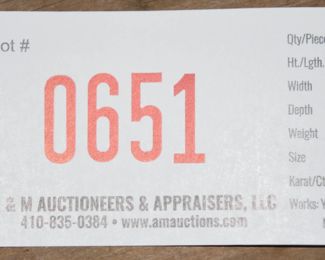 ot #
0651
& M AUCTIONEERS & APPRAISERS, LLC
410-835-0384 • www.amauctions.com
Qty/Piece
Ht./Lgth.
Width
Depth
Weight
Size
Karat/Ct
Works: Y